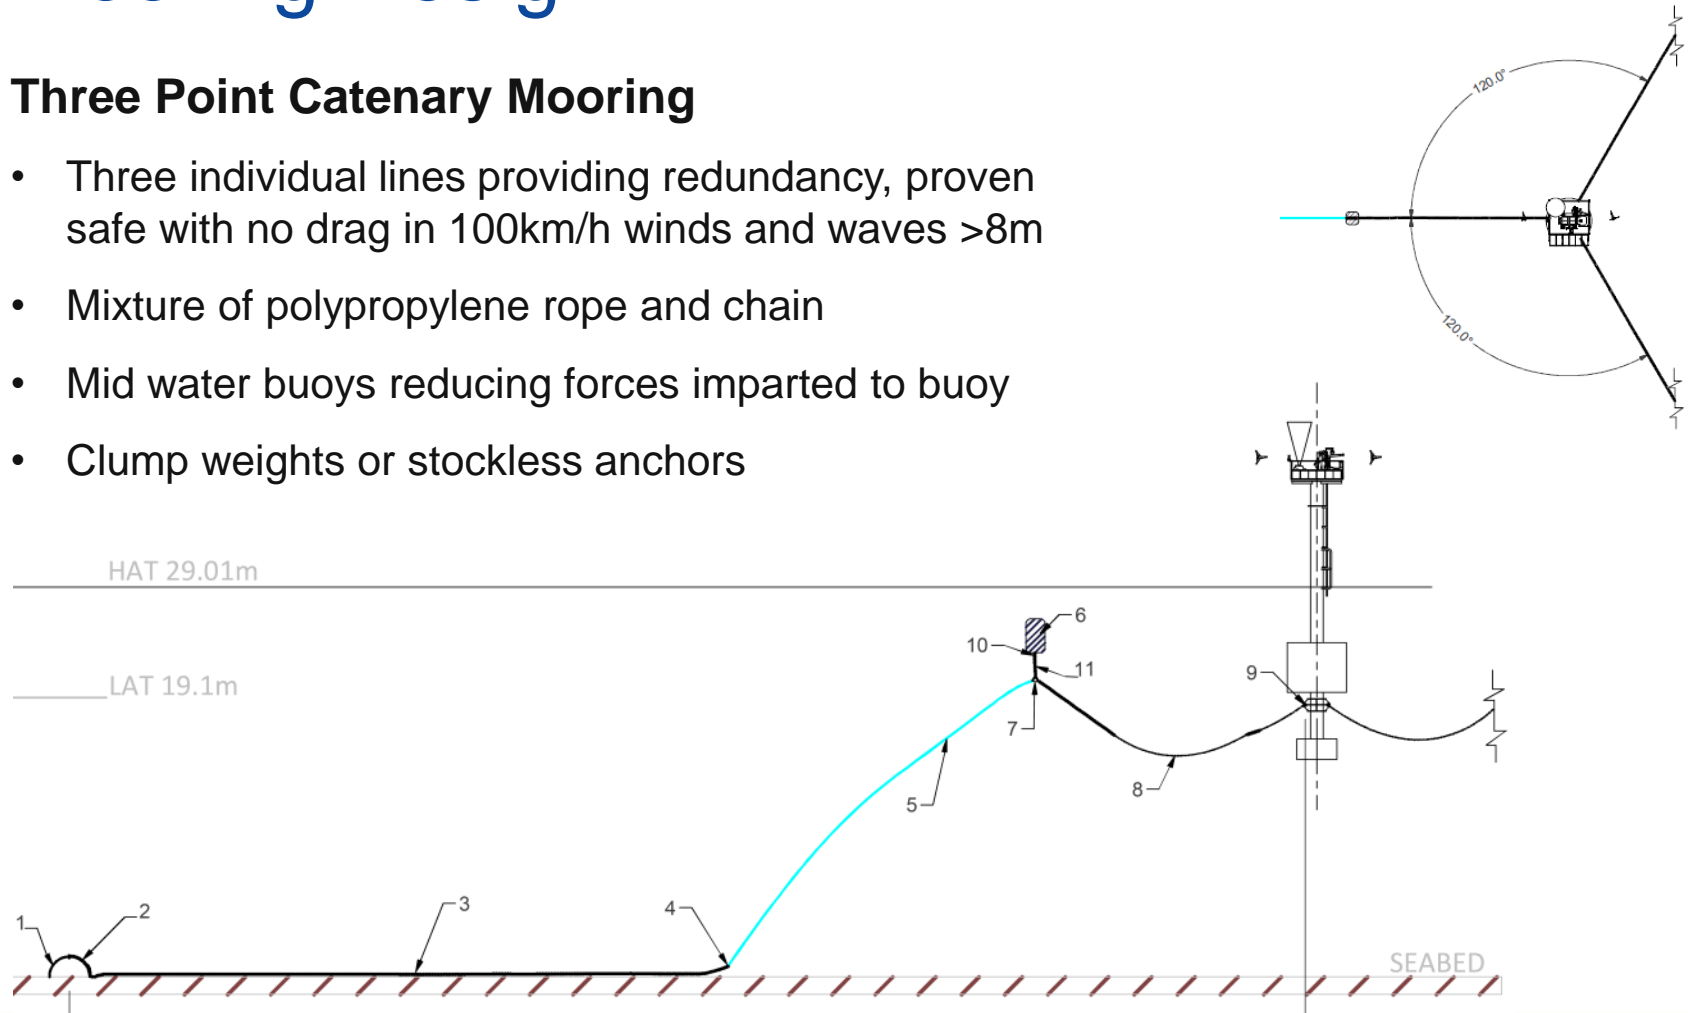 Three Point Catenary Mooring
• Three individual lines providing redundancy, proven
safe with no drag in 100km/h winds and waves >8m
• Mixture of polypropylene rope and chain
• Mid water buoys reducing forces imparted to buoy
• Clump weights or stockless anchors
120.0°
120.0°
HAT 29.01m
LAT 19.1m
6
10
11
9
7
8
5
1
2
3
4
SEABED